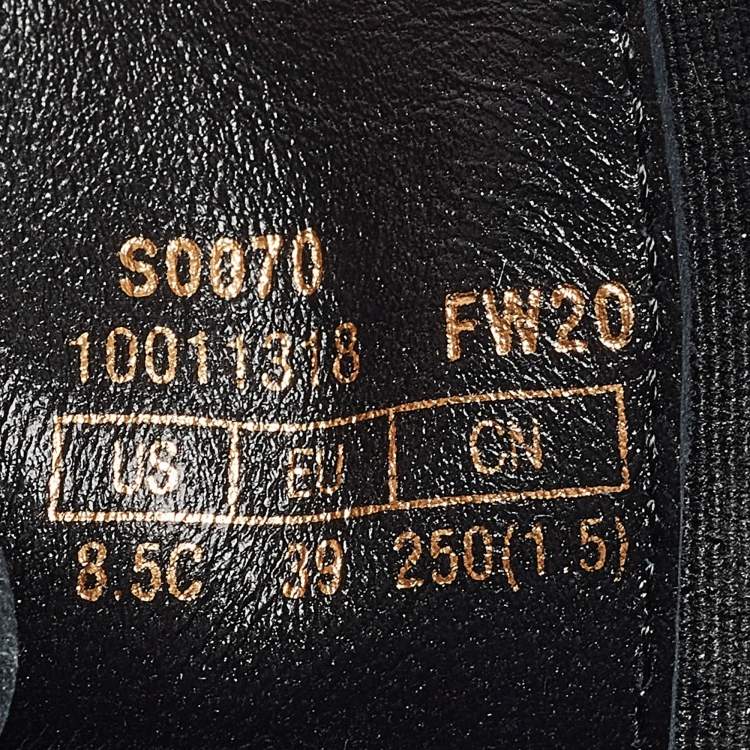 S0070
FW20
10011318
US EU CN
8.5C 39 250(1.5)